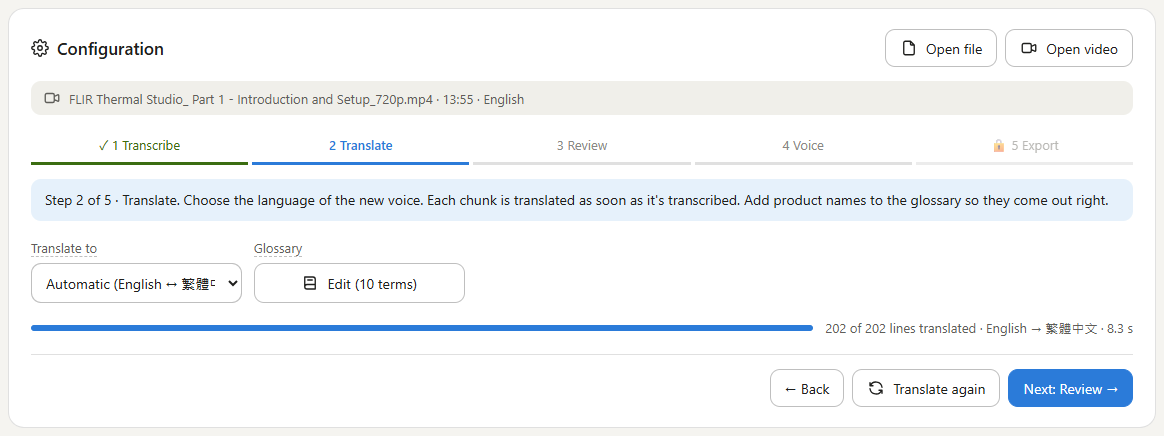 Configuration
Open file
Open video
FLIR Thermal Studio_ Part 1 - Introduction and Setup_720p.mp4 · 13:55 · English
✓ 1 Transcribe
2 Translate
3 Review
4 Voice
5 Export
Step 2 of 5 · Translate. Choose the language of the new voice. Each chunk is translated as soon as it's transcribed. Add product names to the glossary so they come out right.
Translate to
Glossary
Automatic (English ↔ 繁體
Edit (10 terms)
202 of 202 lines translated · English → 繁體中文 · 8.3 s
← Back
Translate again
Next: Review →